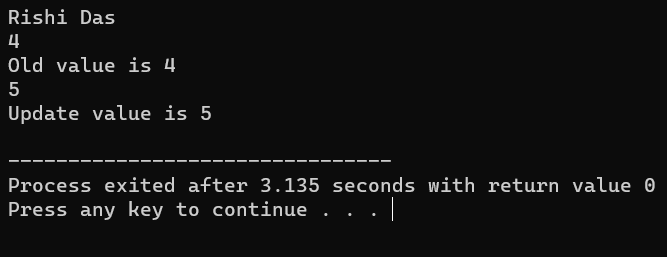 Rishi Das
4
Old value is 4
5
Update value is 5
--------------------------------
Process exited after 3.135 seconds with return value 0
Press any key to continue . . .